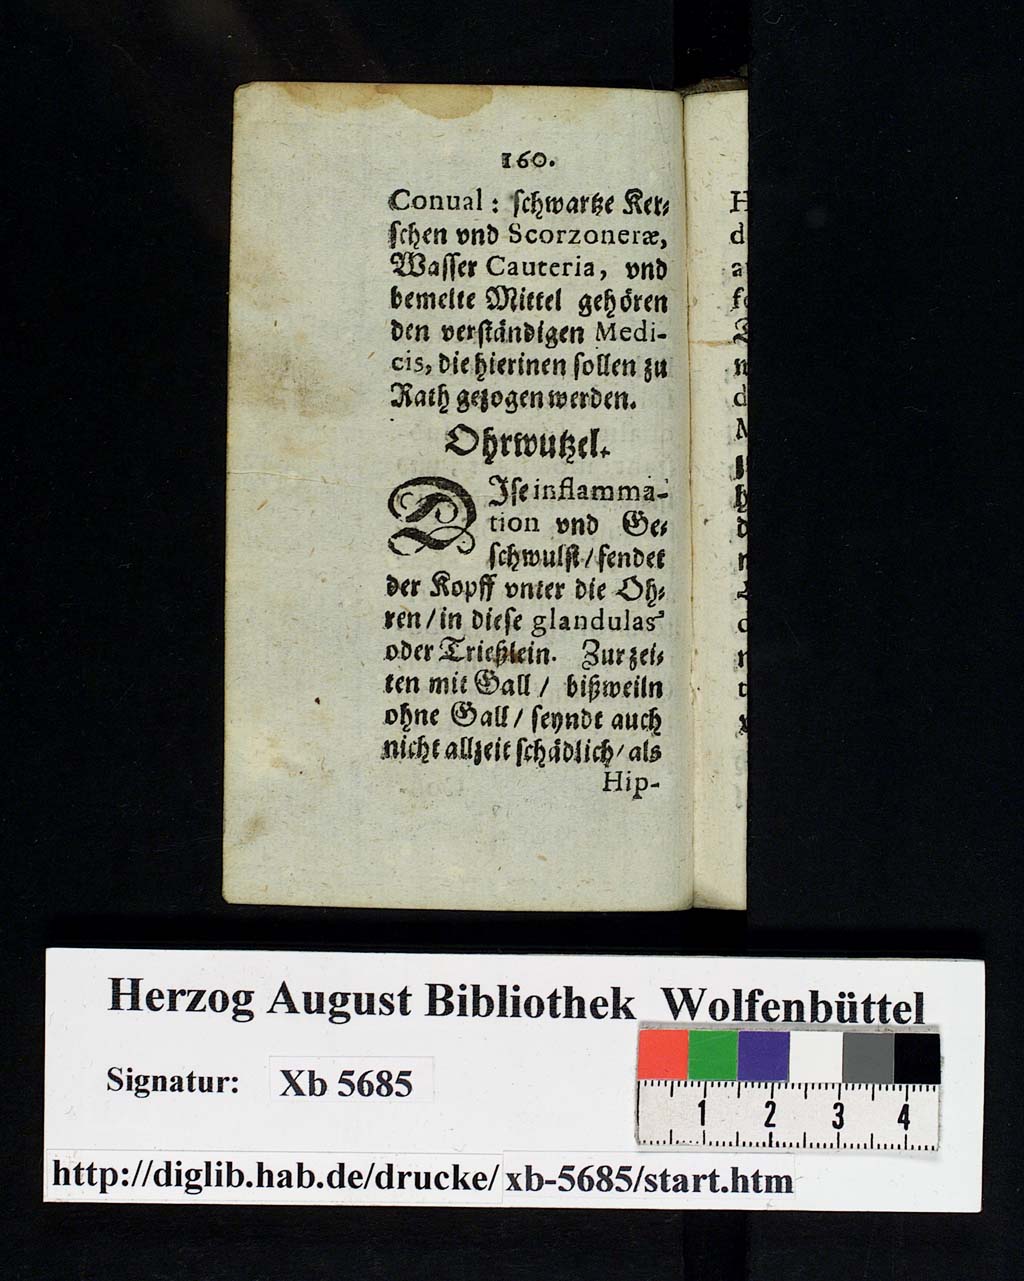 160.
Conual : ſchwartze Ker⸗
ſchen vnd Scorzoneræ,
Waſſer Cauteria, vnd
bemelte Mittel gehören
den verſtändigen Medi-
cis, die hierinen ſollen zu
Rath gezogen werden.
Ohrwutzel.
DIſe inflamma-
tion vnd Ge⸗
ſchwulſt / ſendet
der Kopff vnter die Oh⸗
ren / in dieſe glandulas
oder Trießlein. Zur zei⸗
ten mit Gall / bißweiln
ohne Gall / ſeyndt auch
nicht allzeit ſchädlich / als
Hip-
Herzog August Bibliothek Wolfenbüttel
Signatur: Xb 5685
1 2 3 4
http://diglib.hab.de/drucke/ xb-5685/start.htm